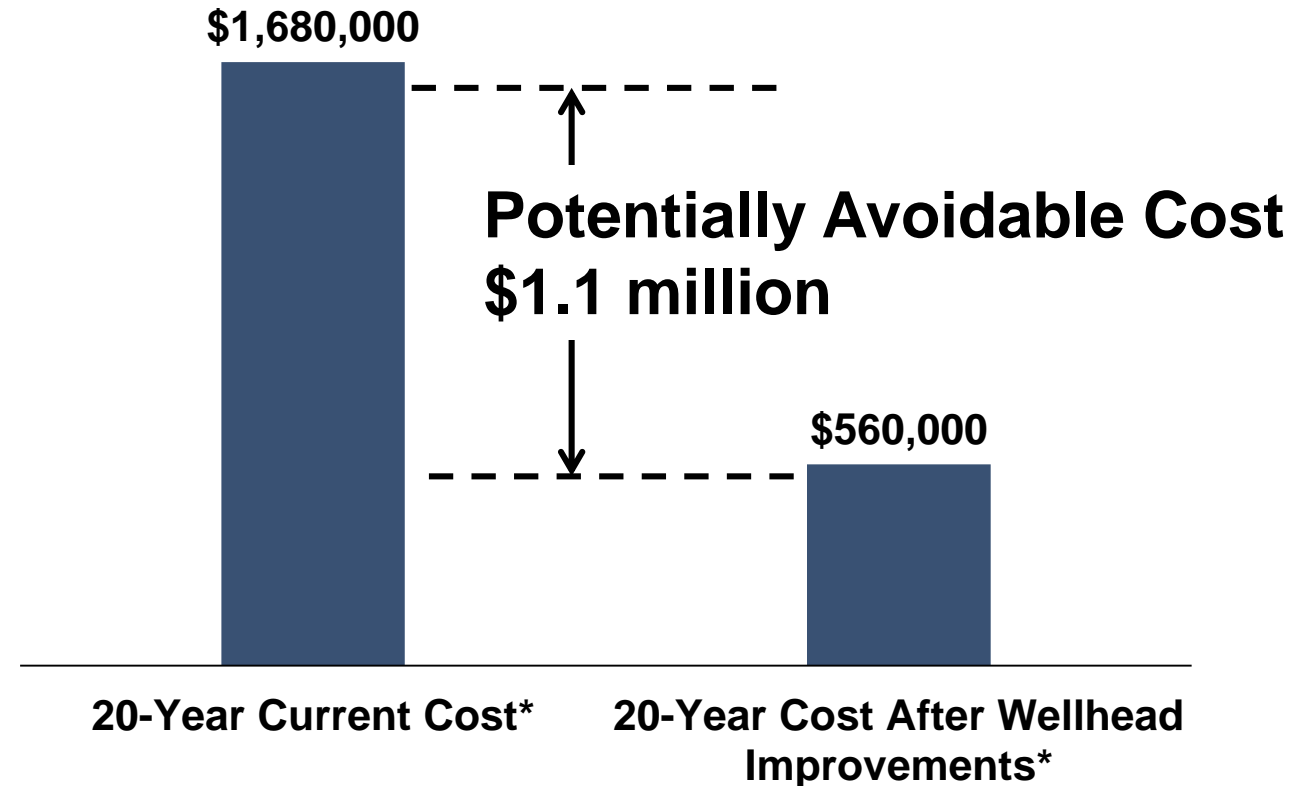 $1,680,000
Potentially Avoidable Cost
$1.1 million
$560,000
20-Year Current Cost*
20-Year Cost After Wellhead
Improvements*